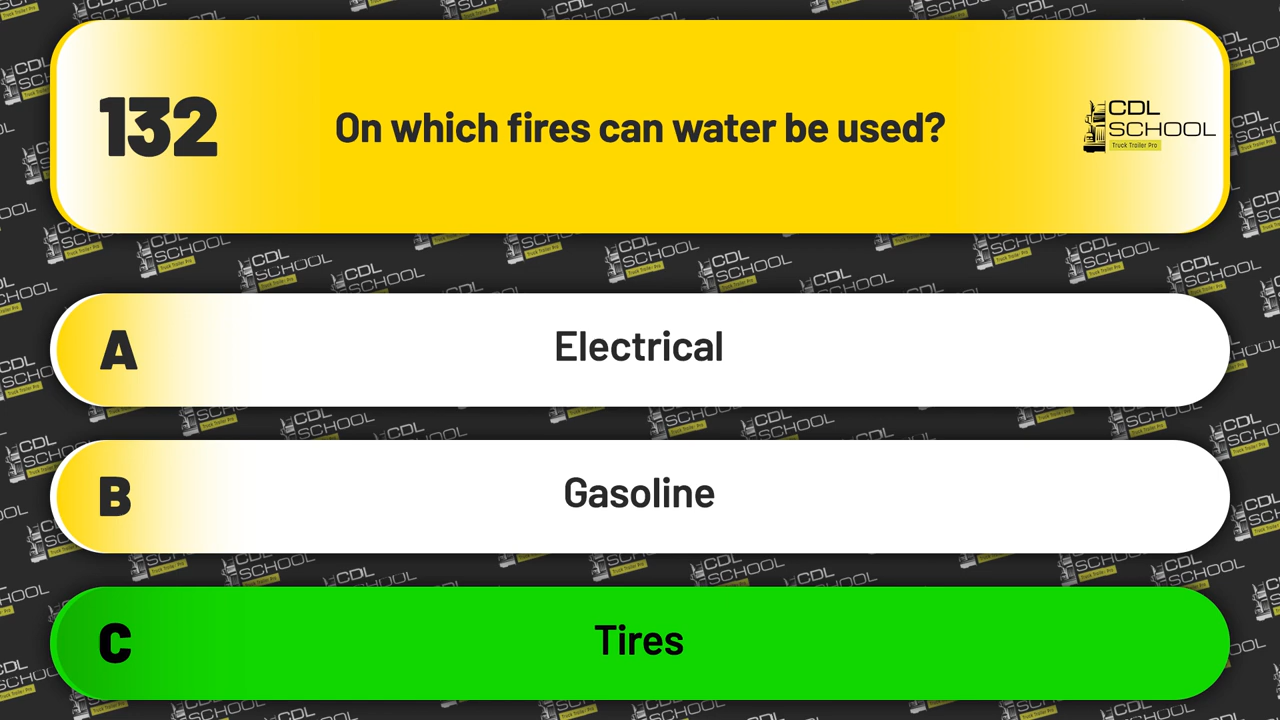 132
On which fires can water be used?
CDL
SCHOOL
Truck Trailer Pro
A
Electrical
B
Gasoline
C
Tires